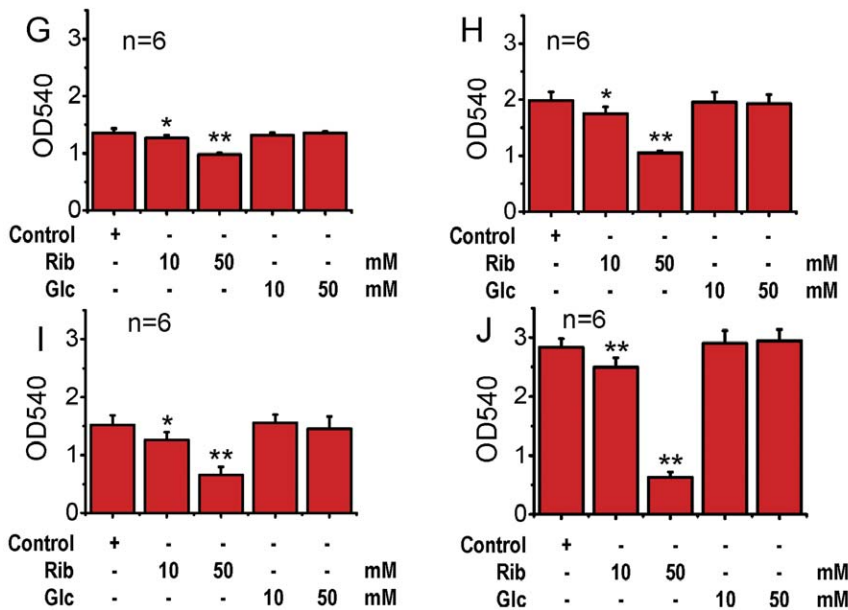 G n=6
OD540
3
2
1
0
* **
Control + - - - -
Rib - 10 50 - - mM
Glc - - - 10 50 mM
H n=6
OD540
3
2
1
0
* **
Control + - - - -
Rib - 10 50 - - mM
Glc - - - 10 50 mM
I n=6
OD540
3
2
1
0
* **
Control + - - - -
Rib - 10 50 - - mM
Glc - - - 10 50 mM
J n=6
OD540
3
2
1
0
** **
Control + - - - -
Rib - 10 50 - - mM
Glc - - - 10 50 mM